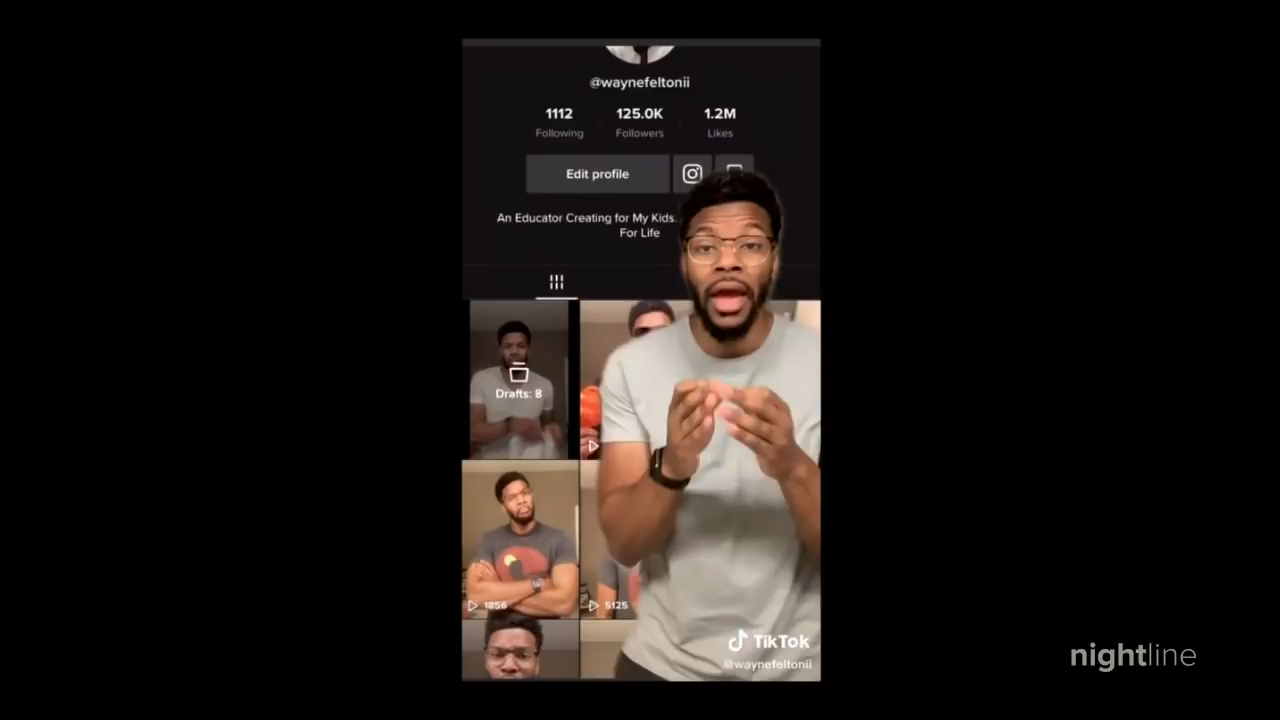 @waynefeltonii
1112
125.0K
1.2M
Following
Followers
Likes
Edit profile
An Educator Creating for My Kids.
For Life
Drafts: 8
1856
5125
TikTok
@waynefeltonii
nightline